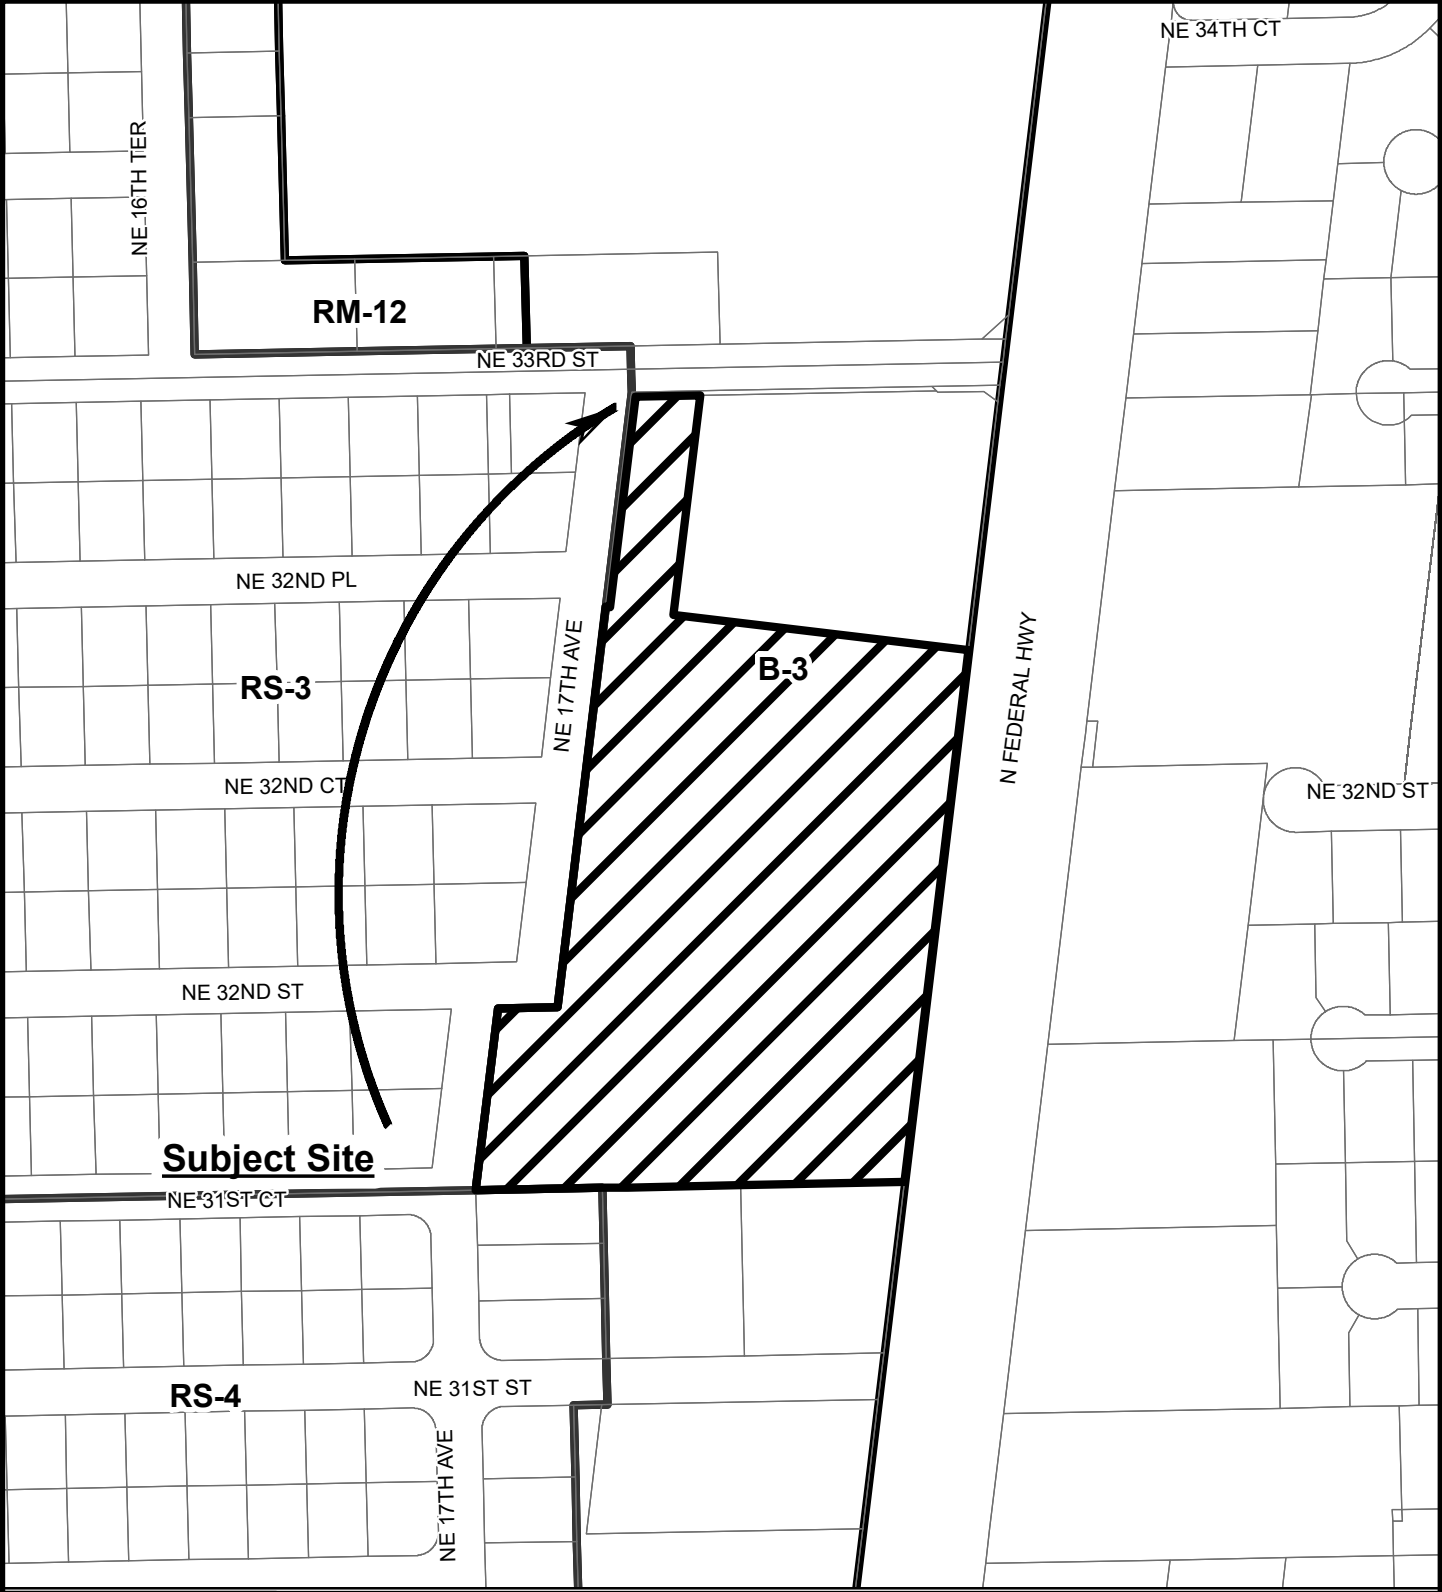 NE 34TH CT
NE 16TH TER
RM-12
NE 33RD ST
NE 32ND PL
NE 17TH AVE
N FEDERAL HWY
B-3
RS-3
NE 32ND CT
NE 32ND ST
NE 32ND ST
Subject Site
NE 31ST CT
RS-4
NE 31ST ST
NE 17TH AVE